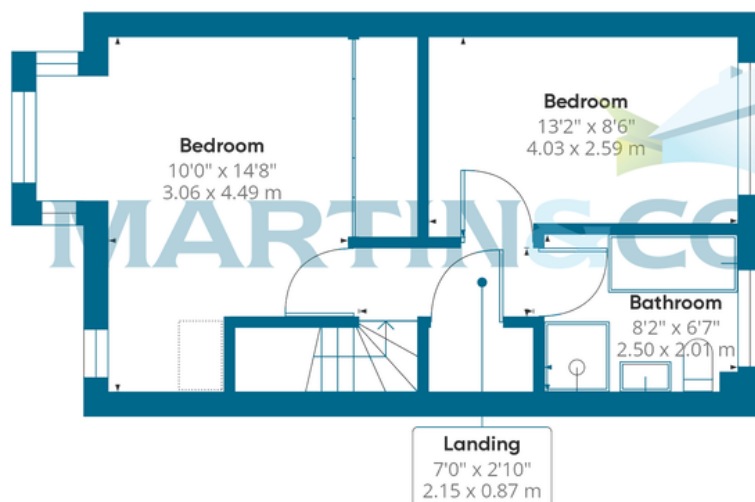 Bedroom
10'0" x 14'8"
3.06 x 4.49 m
Bedroom
13'2" x 8'6"
4.03 x 2.59 m
MARTINS.CO
Bathroom
8'2" x 6'7"
2.50 x 2.01 m
Landing
7'0" x 2'10"
2.15 x 0.87 m